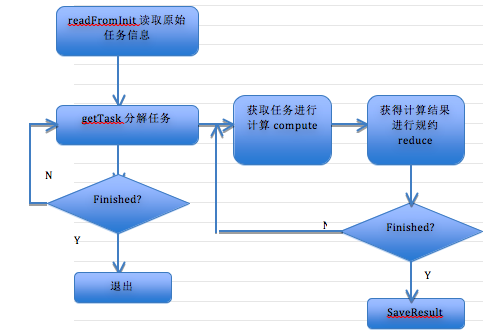 readFromInit 读取原始
任务信息
getTask 分解任务
获取任务进行
计算 compute
获得计算结果
进行规约
reduce
N
Finished?
N
Finished?
Y
Y
退出
SaveResult